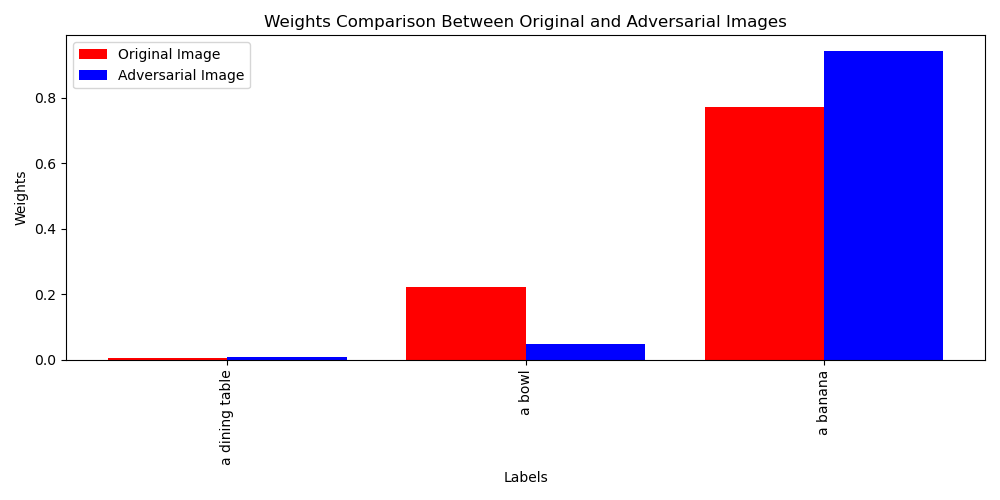 Weights Comparison Between Original and Adversarial Images
Original Image
Adversarial Image
Weights
0.8
0.6
0.4
0.2
0.0
a dining table
a bowl
a banana
Labels